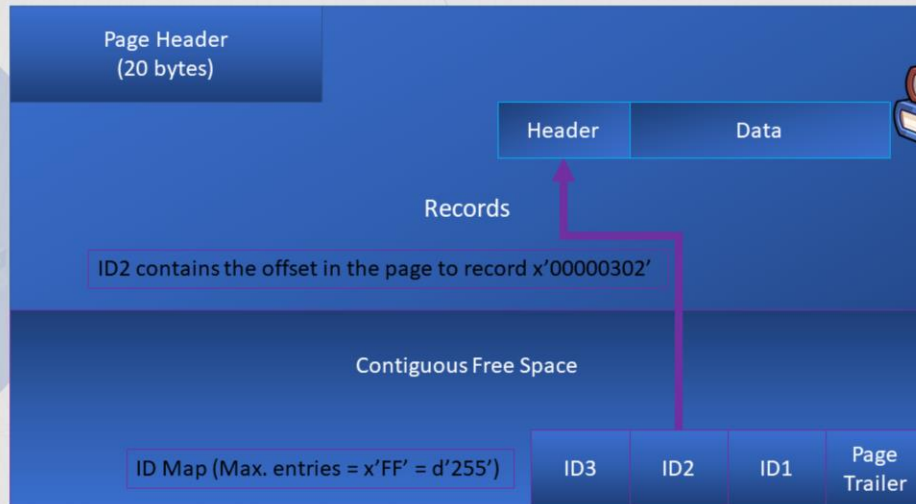 Page Header
(20 bytes)
Header
Data
Records
ID2 contains the offset in the page to record x’00000302’
Contiguous Free Space
ID Map (Max. entries = x’FF’ = d’255’)
ID3
ID2
ID1
Page
Trailer